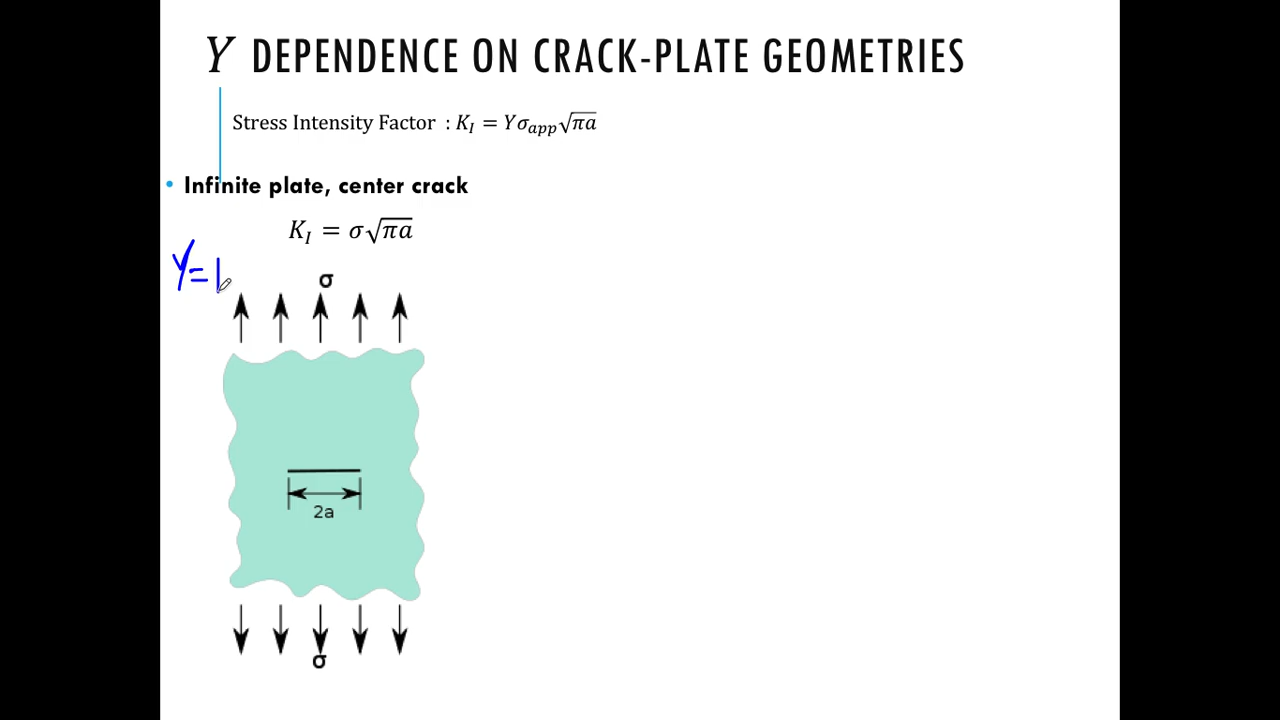 Y DEPENDENCE ON CRACK-PLATE GEOMETRIES
Stress Intensity Factor : K_I = Yσ_app√πa
• Infinite plate, center crack
K_I = σ√πa
Y=1
σ
2a
σ